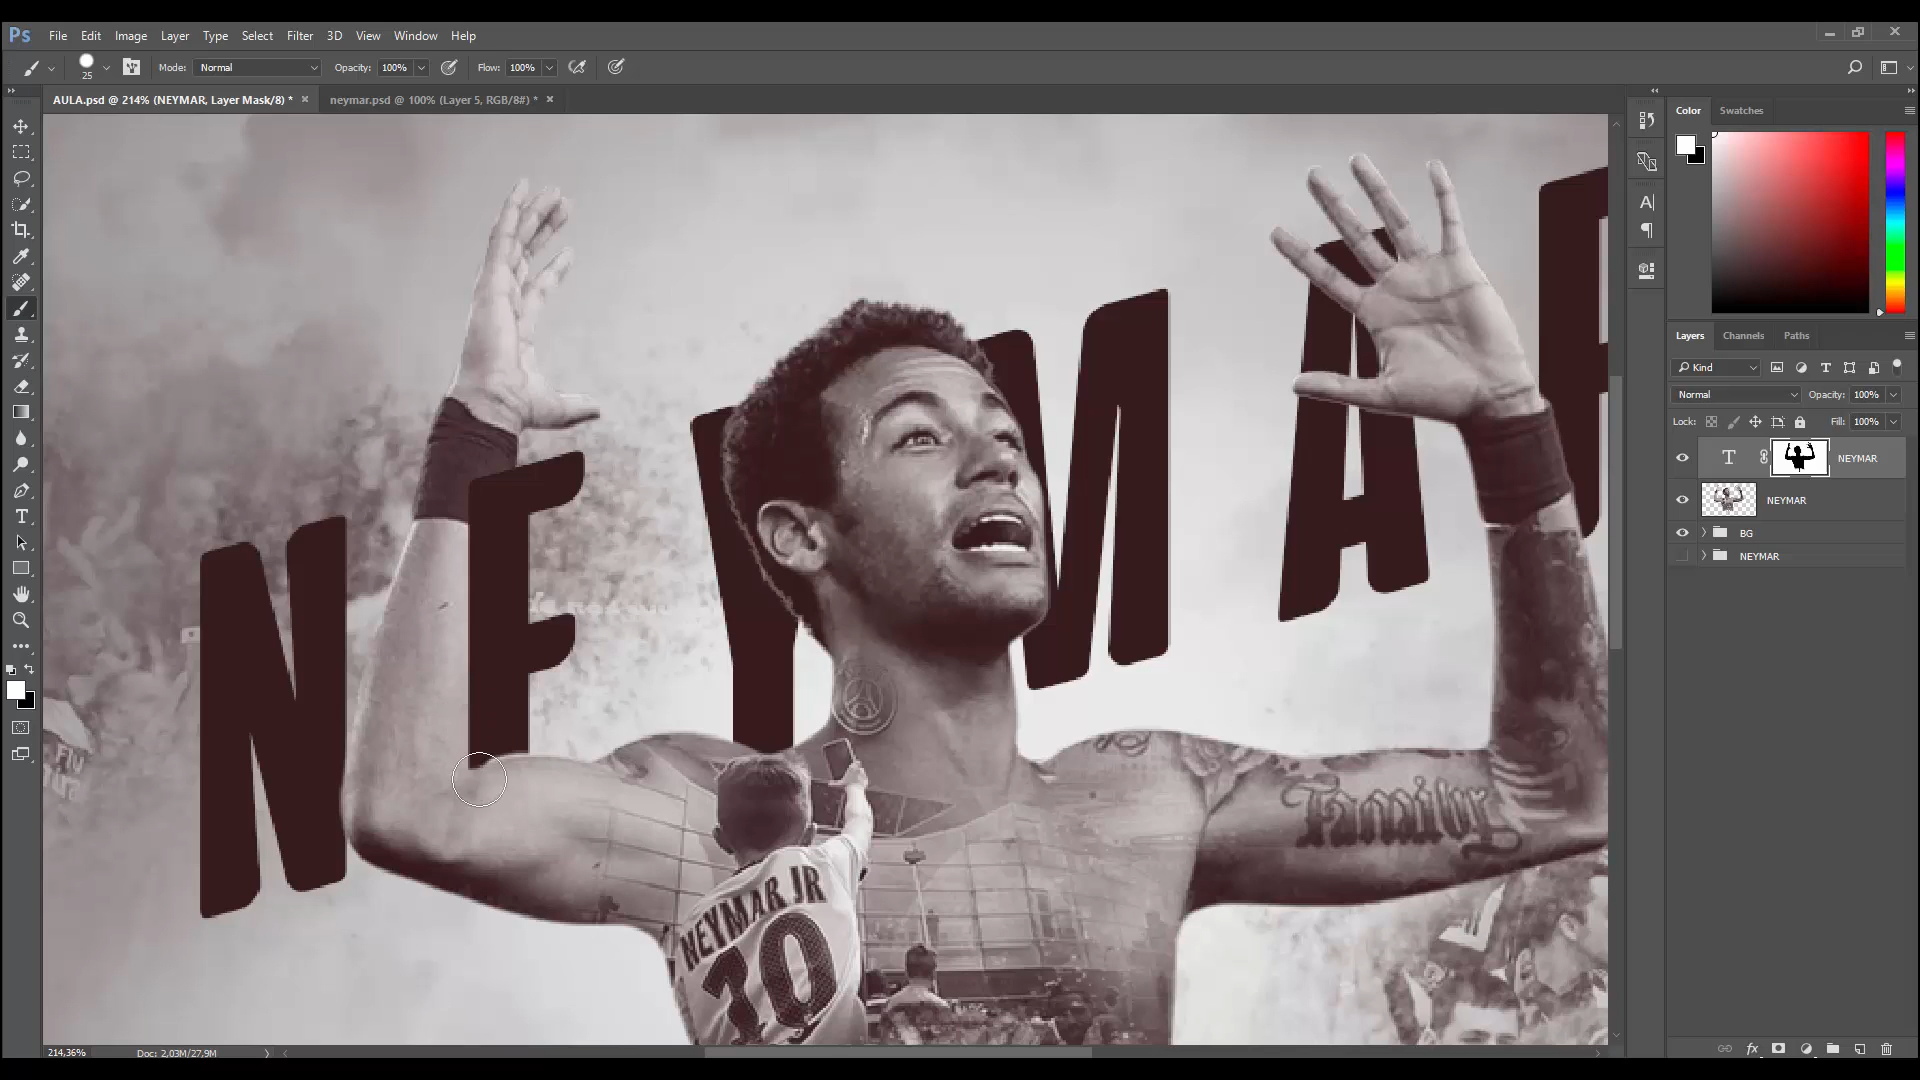 Ps File Edit Image Layer Type Select Filter 3D View Window Help
25 Mode: Normal Opacity: 100% Flow: 100%
AULA.psd @ 214% (NEYMAR, Layer Mask/8) * × neymar.psd @ 100% (Layer 5, RGB/8#) * ×
Color Swatches
Layers Channels Paths
Kind
Normal Opacity: 100%
Lock: Fill: 100%
NEYMAR
NEYMAR
BG
NEYMAR
NEYMA
Family
NEYMAR JR
10
214,36% Doc: 2,03M/27,9M